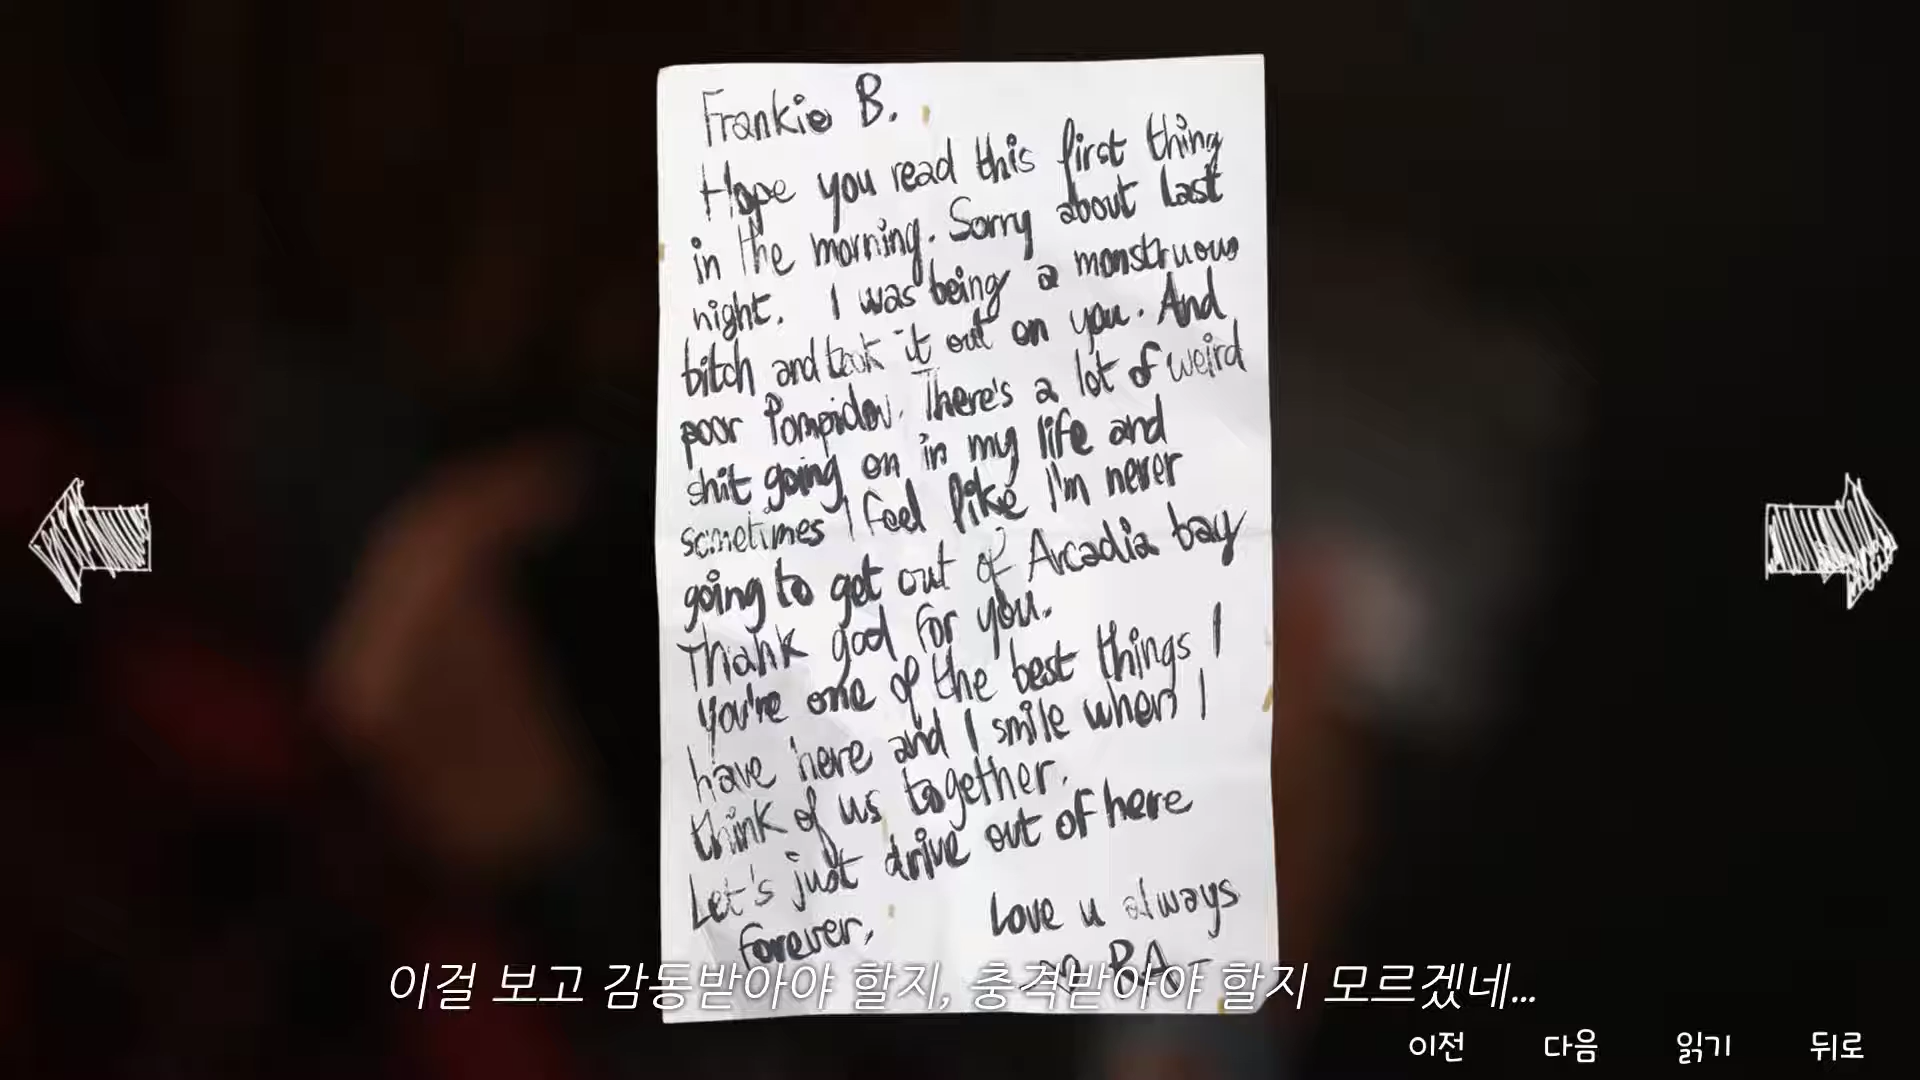 Frankie B.
Hope you read this first thing
in the morning. Sorry about last
night. I was being a monstruous
bitch and took it out on you. And
poor Pompidou. There's a lot of weird
shit going on in my life and
sometimes I feel like I'm never
going to get out of Arcadia bay
Thank god for you.
You're one of the best things I
have here and I smile when I
think of us together.
Let's just drive out of here
forever,
Love u always
RA-
이걸 보고 감동받아야 할지, 충격받아야 할지 모르겠네...
이전 다음 읽기 뒤로